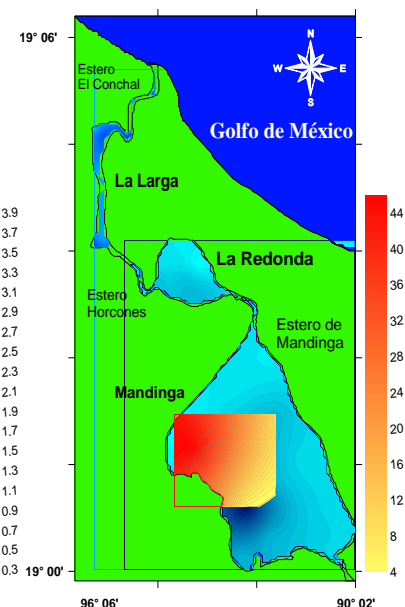 19° 06'
N
W E
S
Estero
El Conchal
Golfo de México
La Larga
La Redonda
Estero
Horcones
Estero de
Mandinga
Mandinga
3.9
3.7
3.5
3.3
3.1
2.9
2.7
2.5
2.3
2.1
1.9
1.7
1.5
1.3
1.1
0.9
0.7
0.5
0.3
44
40
36
32
28
24
20
16
12
8
4
19° 00'
96° 06'
90° 02'